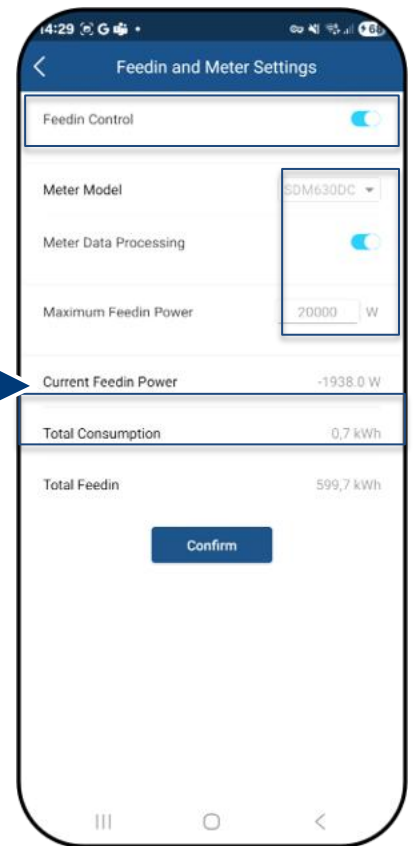 14:29 G
68
Feedin and Meter Settings
Feedin Control
Meter Model SDM630DC
Meter Data Processing
Maximum Feedin Power 20000 W
Current Feedin Power -1938.0 W
Total Consumption 0,7 kWh
Total Feedin 599,7 kWh
Confirm